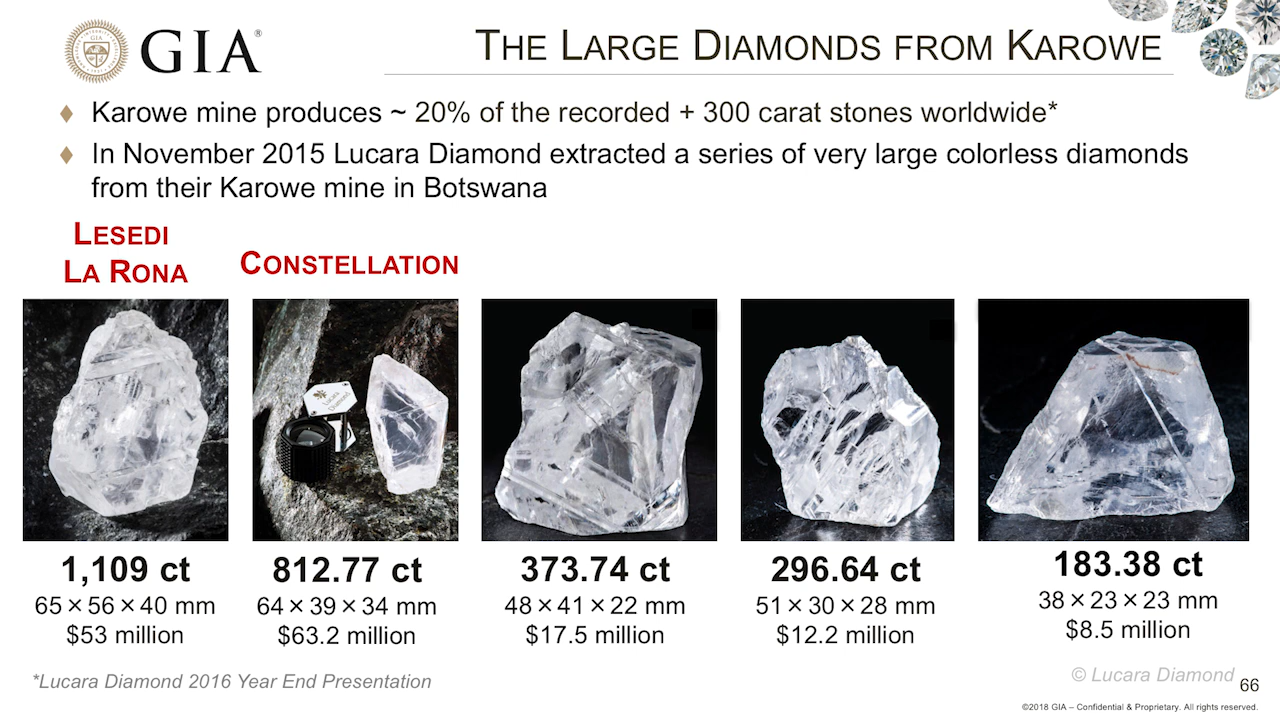 GIA®
THE LARGE DIAMONDS FROM KAROWE
Karowe mine produces ~ 20% of the recorded + 300 carat stones worldwide*
In November 2015 Lucara Diamond extracted a series of very large colorless diamonds
from their Karowe mine in Botswana
LESEDI
LA RONA
CONSTELLATION
Lucara
Diamond
1,109 ct
65 × 56 × 40 mm
$53 million
812.77 ct
64 × 39 × 34 mm
$63.2 million
373.74 ct
48 × 41 × 22 mm
$17.5 million
296.64 ct
51 × 30 × 28 mm
$12.2 million
183.38 ct
38 × 23 × 23 mm
$8.5 million
*Lucara Diamond 2016 Year End Presentation
© Lucara Diamond
66
©2018 GIA – Confidential & Proprietary. All rights reserved.